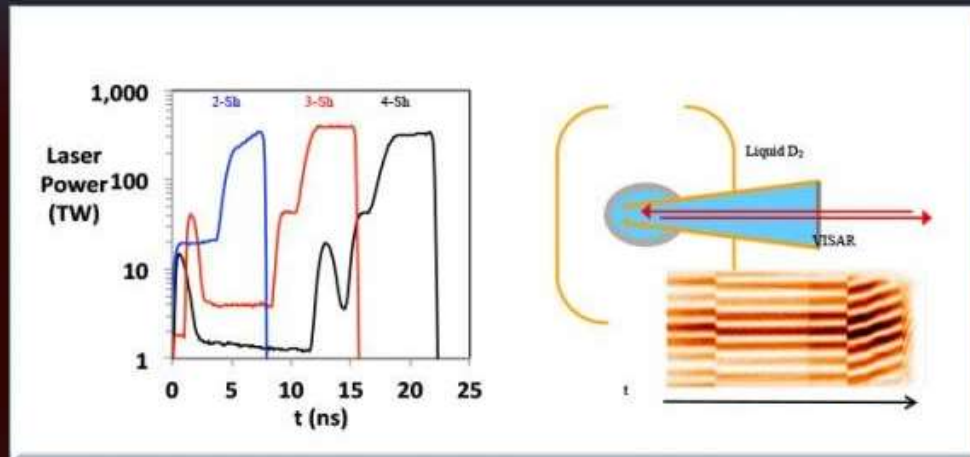 1,000
2-Sh 3-Sh 4-Sh
Laser
Power
(TW)
100
10
1
0 5 10 15 20 25
t (ns)
Liquid D₂
VISAR
t